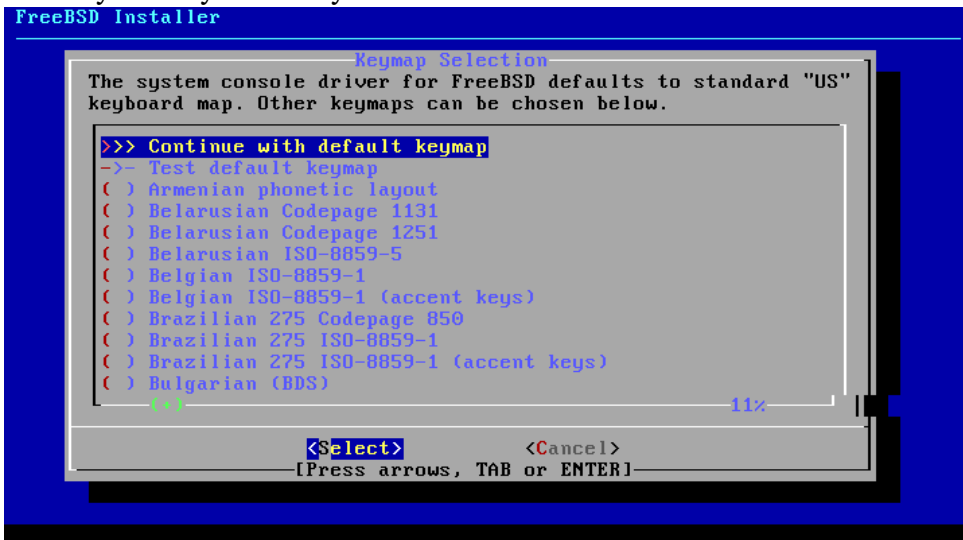 FreeBSD Installer
Keymap Selection
The system console driver for FreeBSD defaults to standard "US"
keyboard map. Other keymaps can be chosen below.
>>> Continue with default keymap
->- Test default keymap
( ) Armenian phonetic layout
( ) Belarusian Codepage 1131
( ) Belarusian Codepage 1251
( ) Belarusian ISO-8859-5
( ) Belgian ISO-8859-1
( ) Belgian ISO-8859-1 (accent keys)
( ) Brazilian 275 Codepage 850
( ) Brazilian 275 ISO-8859-1
( ) Brazilian 275 ISO-8859-1 (accent keys)
( ) Bulgarian (BDS)
(+) 11%
<Select> <Cancel>
[Press arrows, TAB or ENTER]